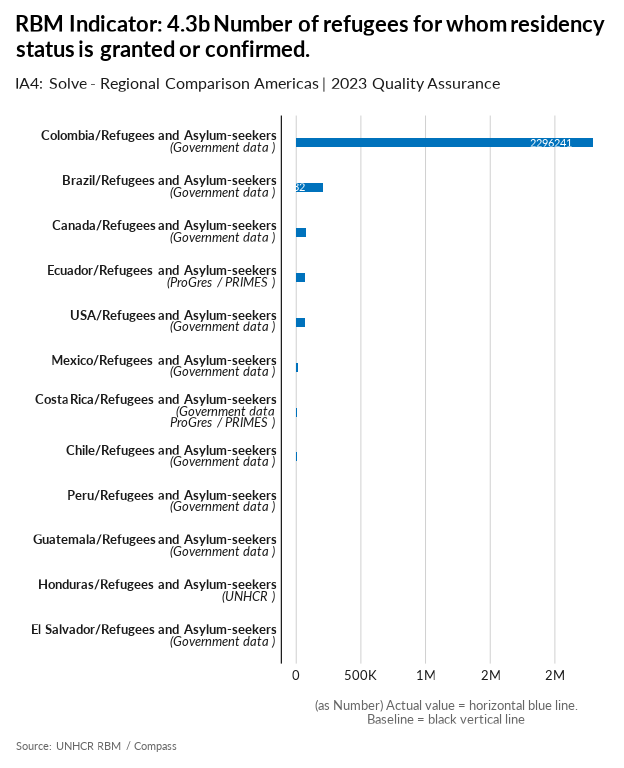 RBM Indicator: 4.3b Number of refugees for whom residency
status is granted or confirmed.
IA4: Solve - Regional Comparison Americas | 2023 Quality Assurance
Colombia/Refugees and Asylum-seekers
(Government data )
2296241
Brazil/Refugees and Asylum-seekers
(Government data )
Canada/Refugees and Asylum-seekers
(Government data )
Ecuador/Refugees and Asylum-seekers
(ProGres / PRIMES )
USA/Refugees and Asylum-seekers
(Government data )
Mexico/Refugees and Asylum-seekers
(Government data )
Costa Rica/Refugees and Asylum-seekers
(Government data
ProGres / PRIMES )
Chile/Refugees and Asylum-seekers
(Government data )
Peru/Refugees and Asylum-seekers
(Government data )
Guatemala/Refugees and Asylum-seekers
(Government data )
Honduras/Refugees and Asylum-seekers
(UNHCR )
El Salvador/Refugees and Asylum-seekers
(Government data )
0 500K 1M 2M 2M
(as Number) Actual value = horizontal blue line.
Baseline = black vertical line
Source: UNHCR RBM / Compass